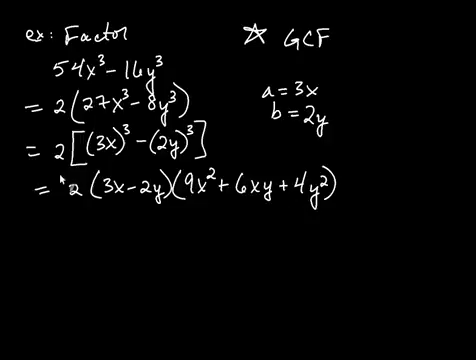 ex: Factor
☆ GCF
54x³ - 16y³
a = 3x
= 2(27x³ - 8y³)
b = 2y
= 2[(3x)³ - (2y)³]
= 2(3x - 2y)(9x² + 6xy + 4y²)